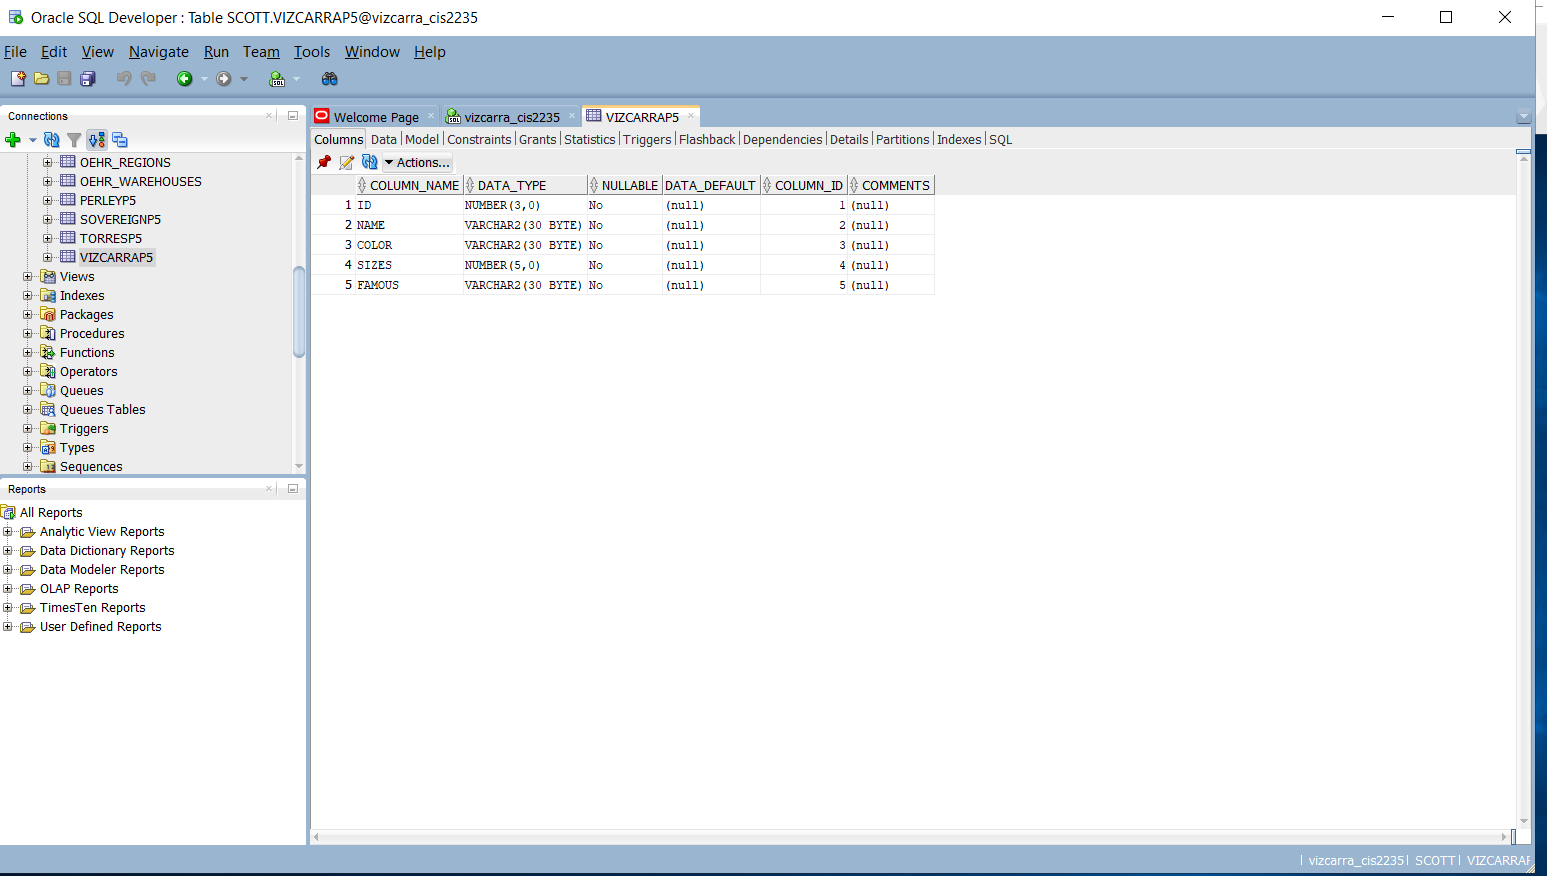 Oracle SQL Developer : Table SCOTT.VIZCARRAP5@vizcarra_cis2235
File Edit View Navigate Run Team Tools Window Help
Connections
OEHR_REGIONS
OEHR_WAREHOUSES
PERLEYP5
SOVEREIGNP5
TORRESP5
VIZCARRAP5
Views
Indexes
Packages
Procedures
Functions
Operators
Queues
Queues Tables
Triggers
Types
Sequences
Reports
All Reports
Analytic View Reports
Data Dictionary Reports
Data Modeler Reports
OLAP Reports
TimesTen Reports
User Defined Reports
Welcome Page vizcarra_cis2235 VIZCARRAP5
Columns Data Model Constraints Grants Statistics Triggers Flashback Dependencies Details Partitions Indexes SQL
Actions...
COLUMN_NAME DATA_TYPE NULLABLE DATA_DEFAULT COLUMN_ID COMMENTS
1 ID NUMBER(3,0) No (null) 1 (null)
2 NAME VARCHAR2(30 BYTE) No (null) 2 (null)
3 COLOR VARCHAR2(30 BYTE) No (null) 3 (null)
4 SIZES NUMBER(5,0) No (null) 4 (null)
5 FAMOUS VARCHAR2(30 BYTE) No (null) 5 (null)
vizcarra_cis2235 SCOTT VIZCARRAF